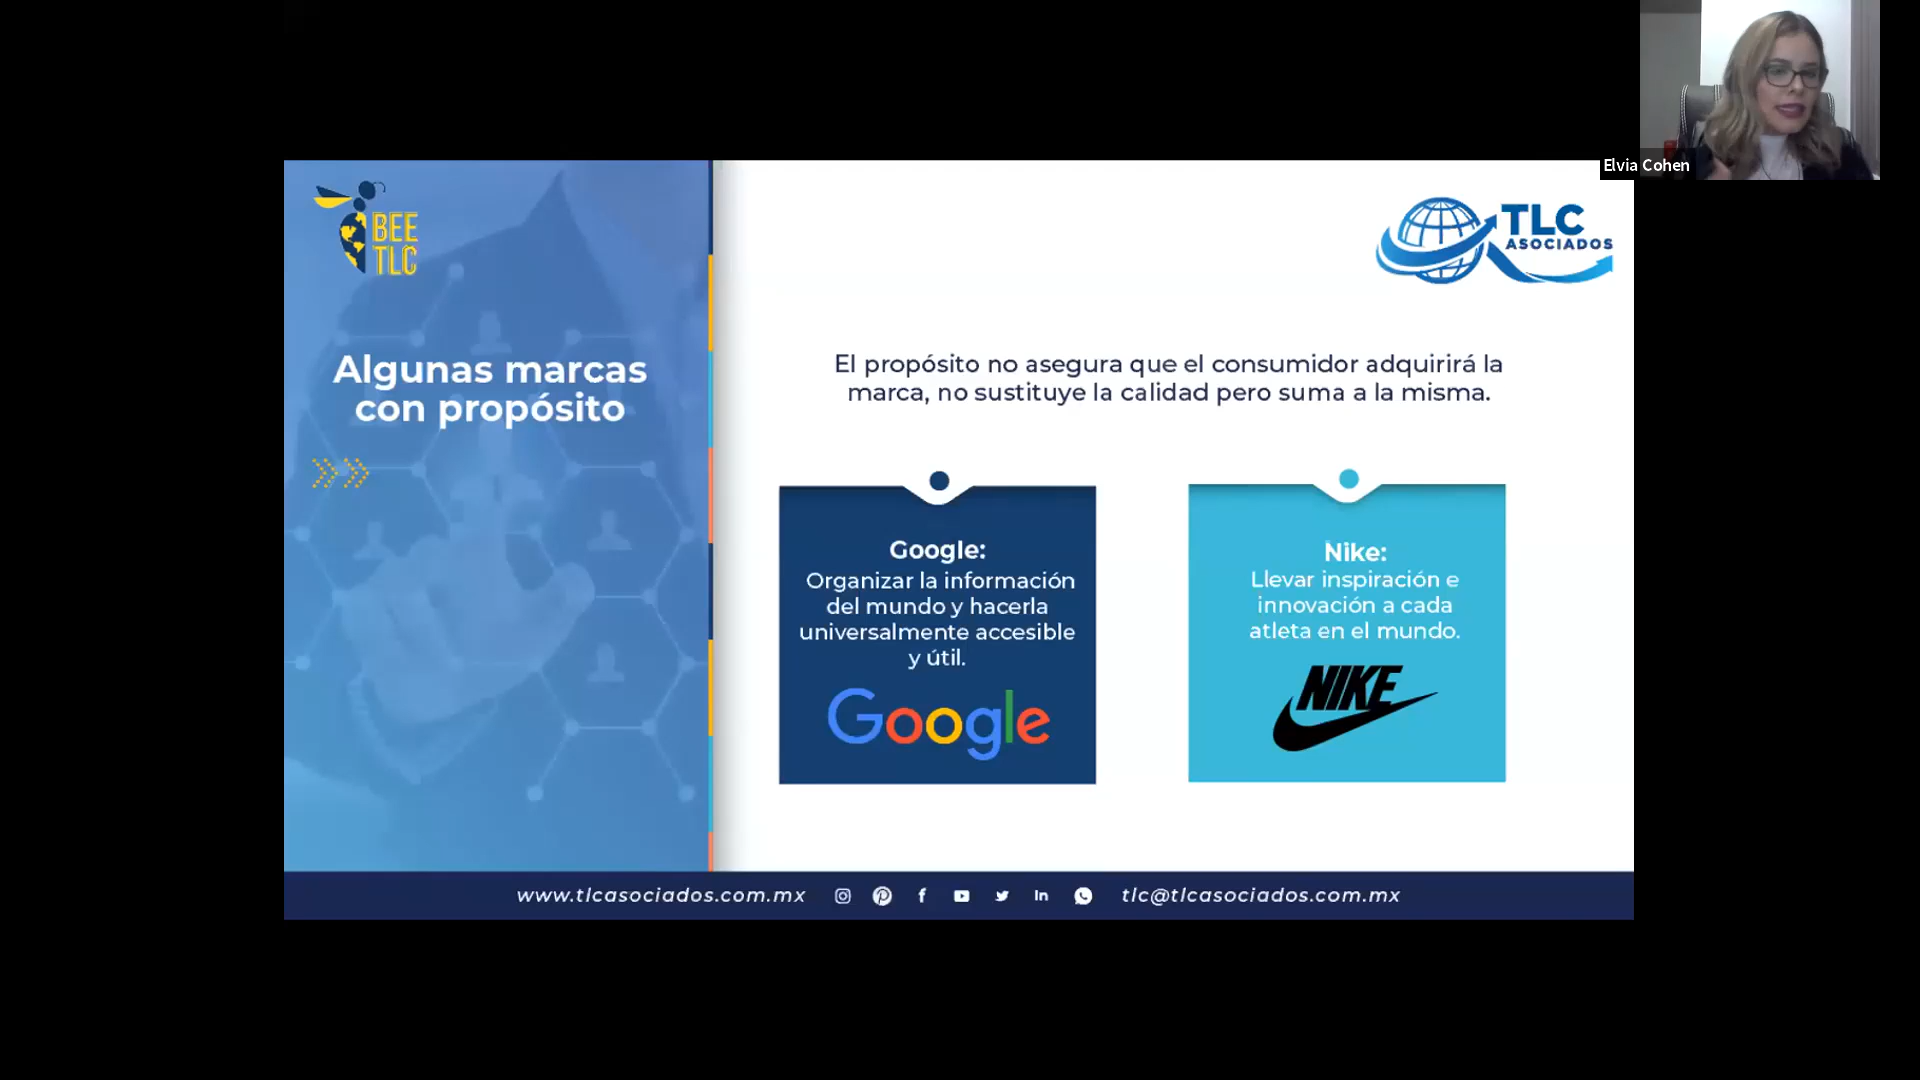 Elvia Cohen
BEE
TLC
TLC
ASOCIADOS
Algunas marcas
con propósito
El propósito no asegura que el consumidor adquirirá la
marca, no sustituye la calidad pero suma a la misma.
Google:
Organizar la información
del mundo y hacerla
universalmente accesible
y útil.
Google
Nike:
Llevar inspiración e
innovación a cada
atleta en el mundo.
NIKE
www.tlcasociados.com.mx
tlc@tlcasociados.com.mx